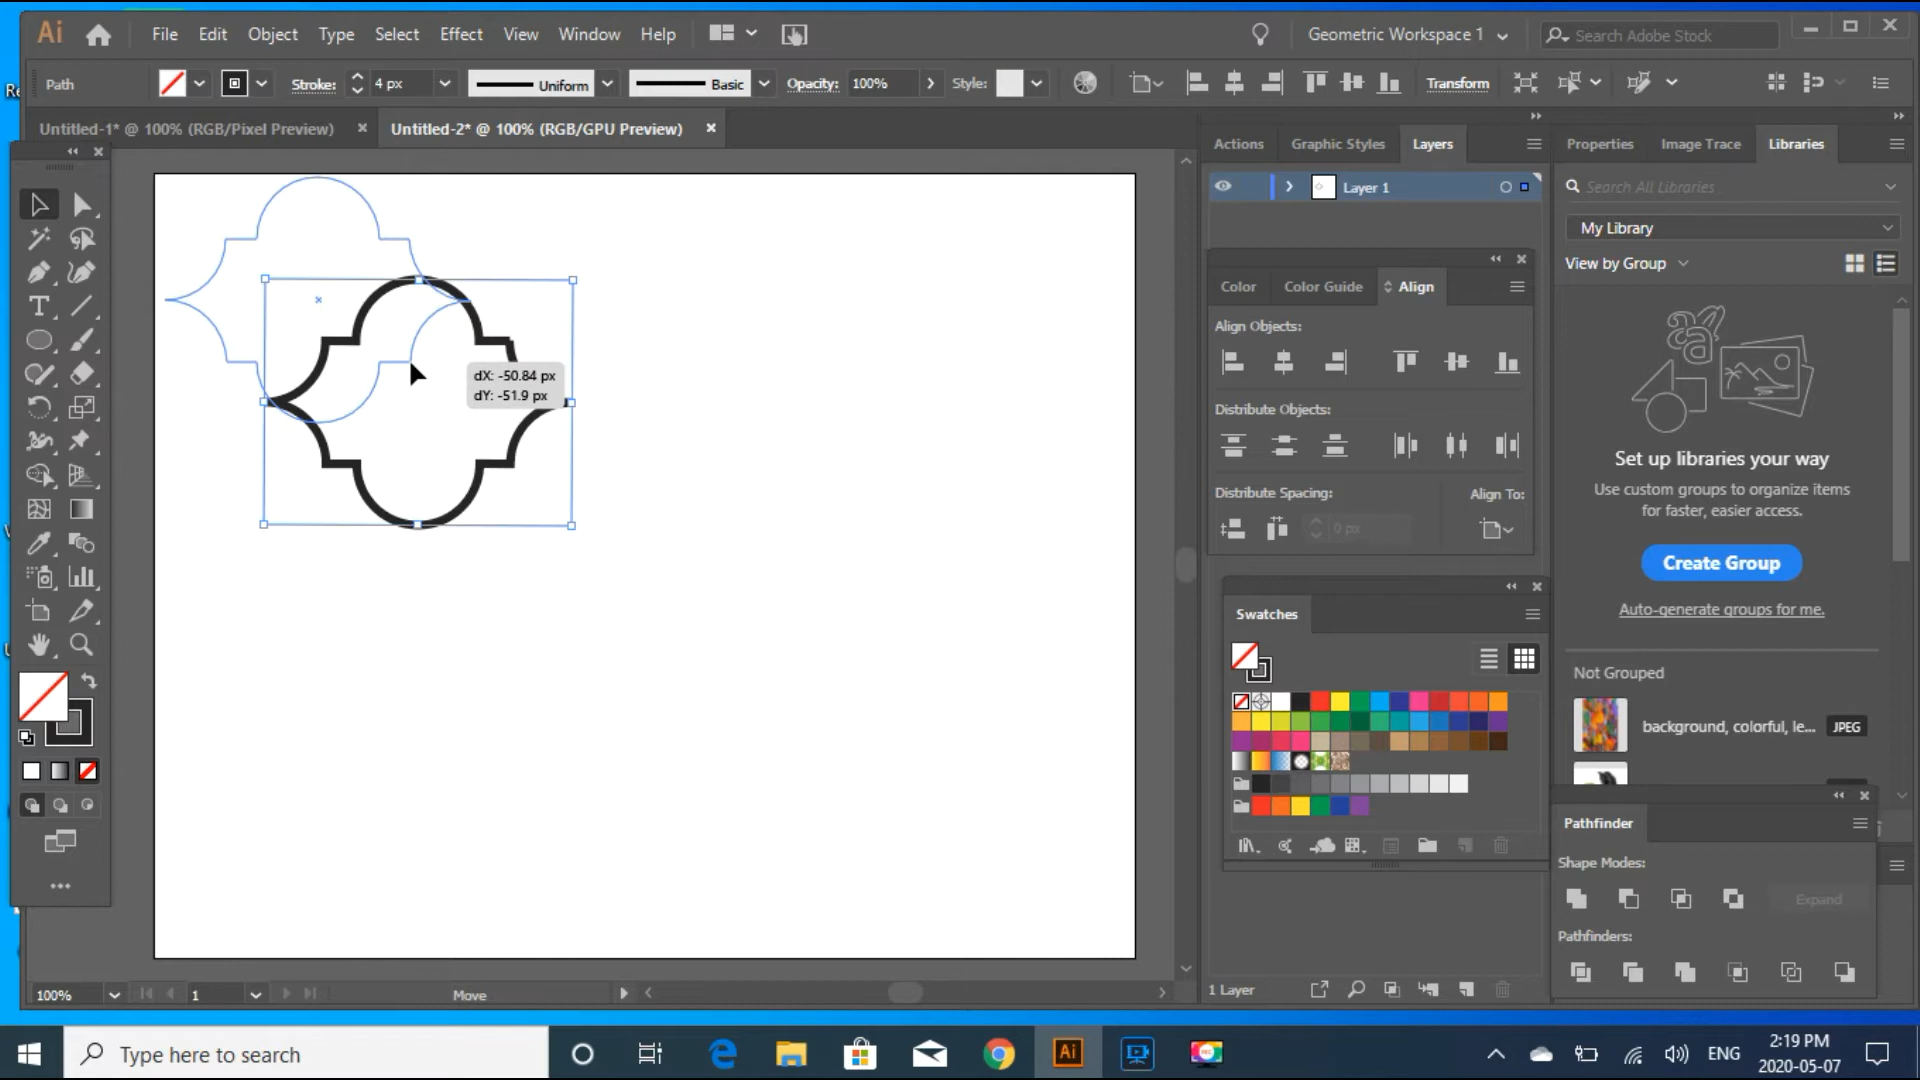 Ai File Edit Object Type Select Effect View Window Help Geometric Workspace 1 Search Adobe Stock
Path Stroke: 4 px Uniform Basic Opacity: 100% Style: Transform
Untitled-1* @ 100% (RGB/Pixel Preview) × Untitled-2* @ 100% (RGB/GPU Preview) ×
Actions Graphic Styles Layers
Properties Image Trace Libraries
Layer 1
Search All Libraries
My Library
View by Group
Color Color Guide Align
Align Objects:
Distribute Objects:
Distribute Spacing: Align To:
0 px
dX: -50.84 px
dY: -51.9 px
Set up libraries your way
Use custom groups to organize items
for faster, easier access.
Create Group
Auto-generate groups for me.
Swatches
Not Grouped
background, colorful, le... JPEG
Pathfinder
Shape Modes:
Expand
Pathfinders:
100% 1 Move
1 Layer
Type here to search
Ai
ENG
2:19 PM
2020-05-07